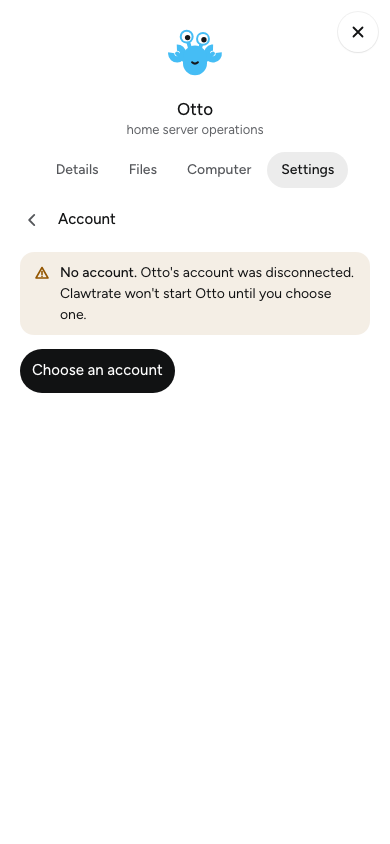 Otto
home server operations
Details Files Computer Settings
Account
No account. Otto's account was disconnected.
Clawtrate won't start Otto until you choose
one.
Choose an account